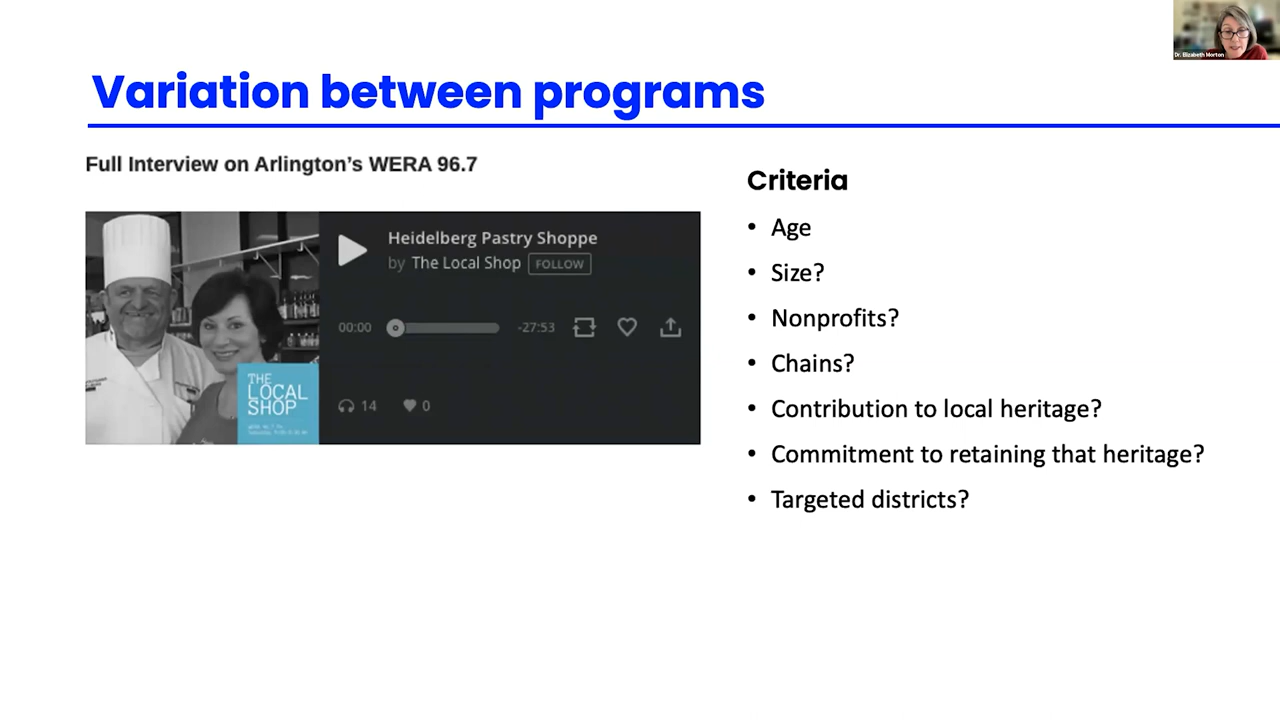 Dr. Elizabeth Morton
Variation between programs
Full Interview on Arlington's WERA 96.7
Heidelberg Pastry Shoppe
by The Local Shop FOLLOW
00:00 -27:53
14 0
THE
LOCAL
SHOP
Criteria
• Age
• Size?
• Nonprofits?
• Chains?
• Contribution to local heritage?
• Commitment to retaining that heritage?
• Targeted districts?